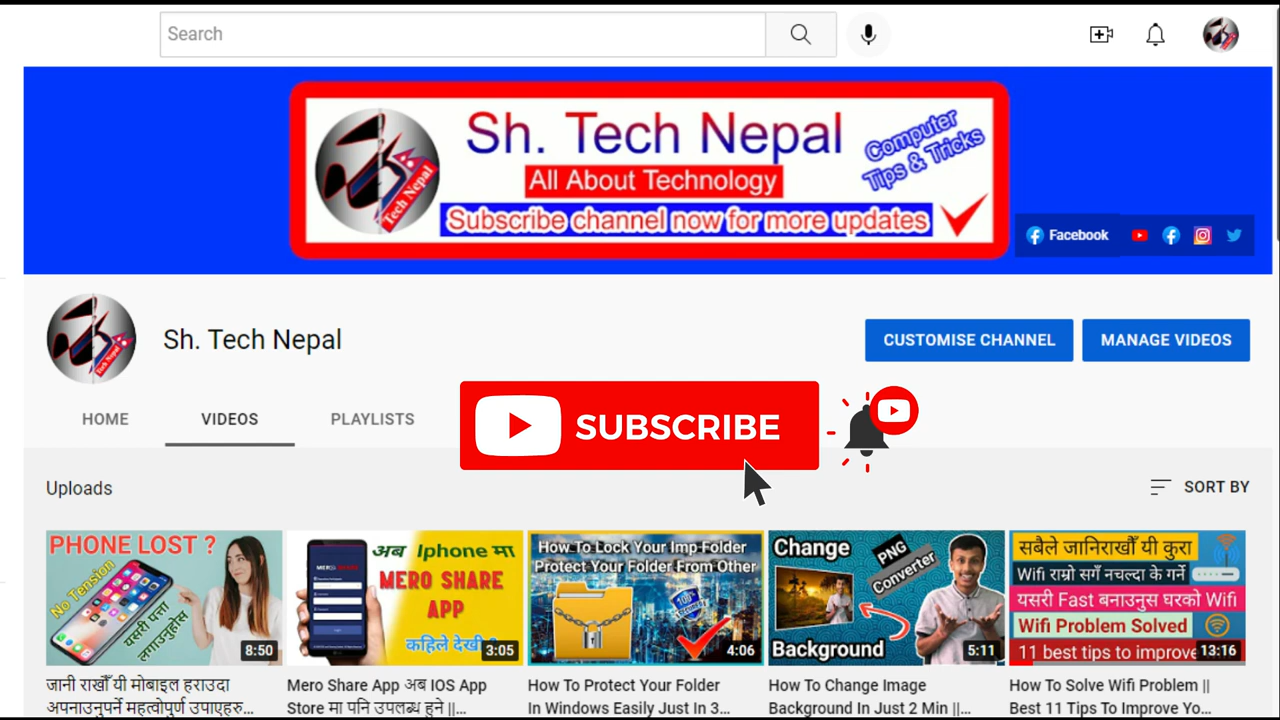 Search
Sh. Tech Nepal
Computer
Tips & Tricks
All About Technology
Tech Nepal
Subscribe channel now for more updates
Facebook
Sh. Tech Nepal
Tech Nepal
CUSTOMISE CHANNEL
MANAGE VIDEOS
HOME
VIDEOS
PLAYLISTS
SUBSCRIBE
Uploads
SORT BY
PHONE LOST ?
No Tension
यसरी पत्ता
लगाउनुहोस
8:50
अब Iphone मा
MERO SHARE
APP
कहिले देखी ?
3:05
How To Lock Your Imp Folder
Protect Your Folder From Other
4:06
Change
PNG
Converter
Background
5:11
सबैले जानिराखौँ यी कुरा
Wifi राम्रो सगँ नचल्दा के गर्ने
यसरी Fast बनाउनुस घरको Wifi
Wifi Problem Solved
11 best tips to improve
13:16
जानी राखौँ यी मोबाइल हराउदा
अपनाउनुपर्ने महत्वोपुर्ण उपाएहरु...
Mero Share App अब IOS App
Store मा पनि उपलब्ध हुने ||...
How To Protect Your Folder
In Windows Easily Just In 3...
How To Change Image
Background In Just 2 Min ||...
How To Solve Wifi Problem ||
Best 11 Tips To Improve Yo...